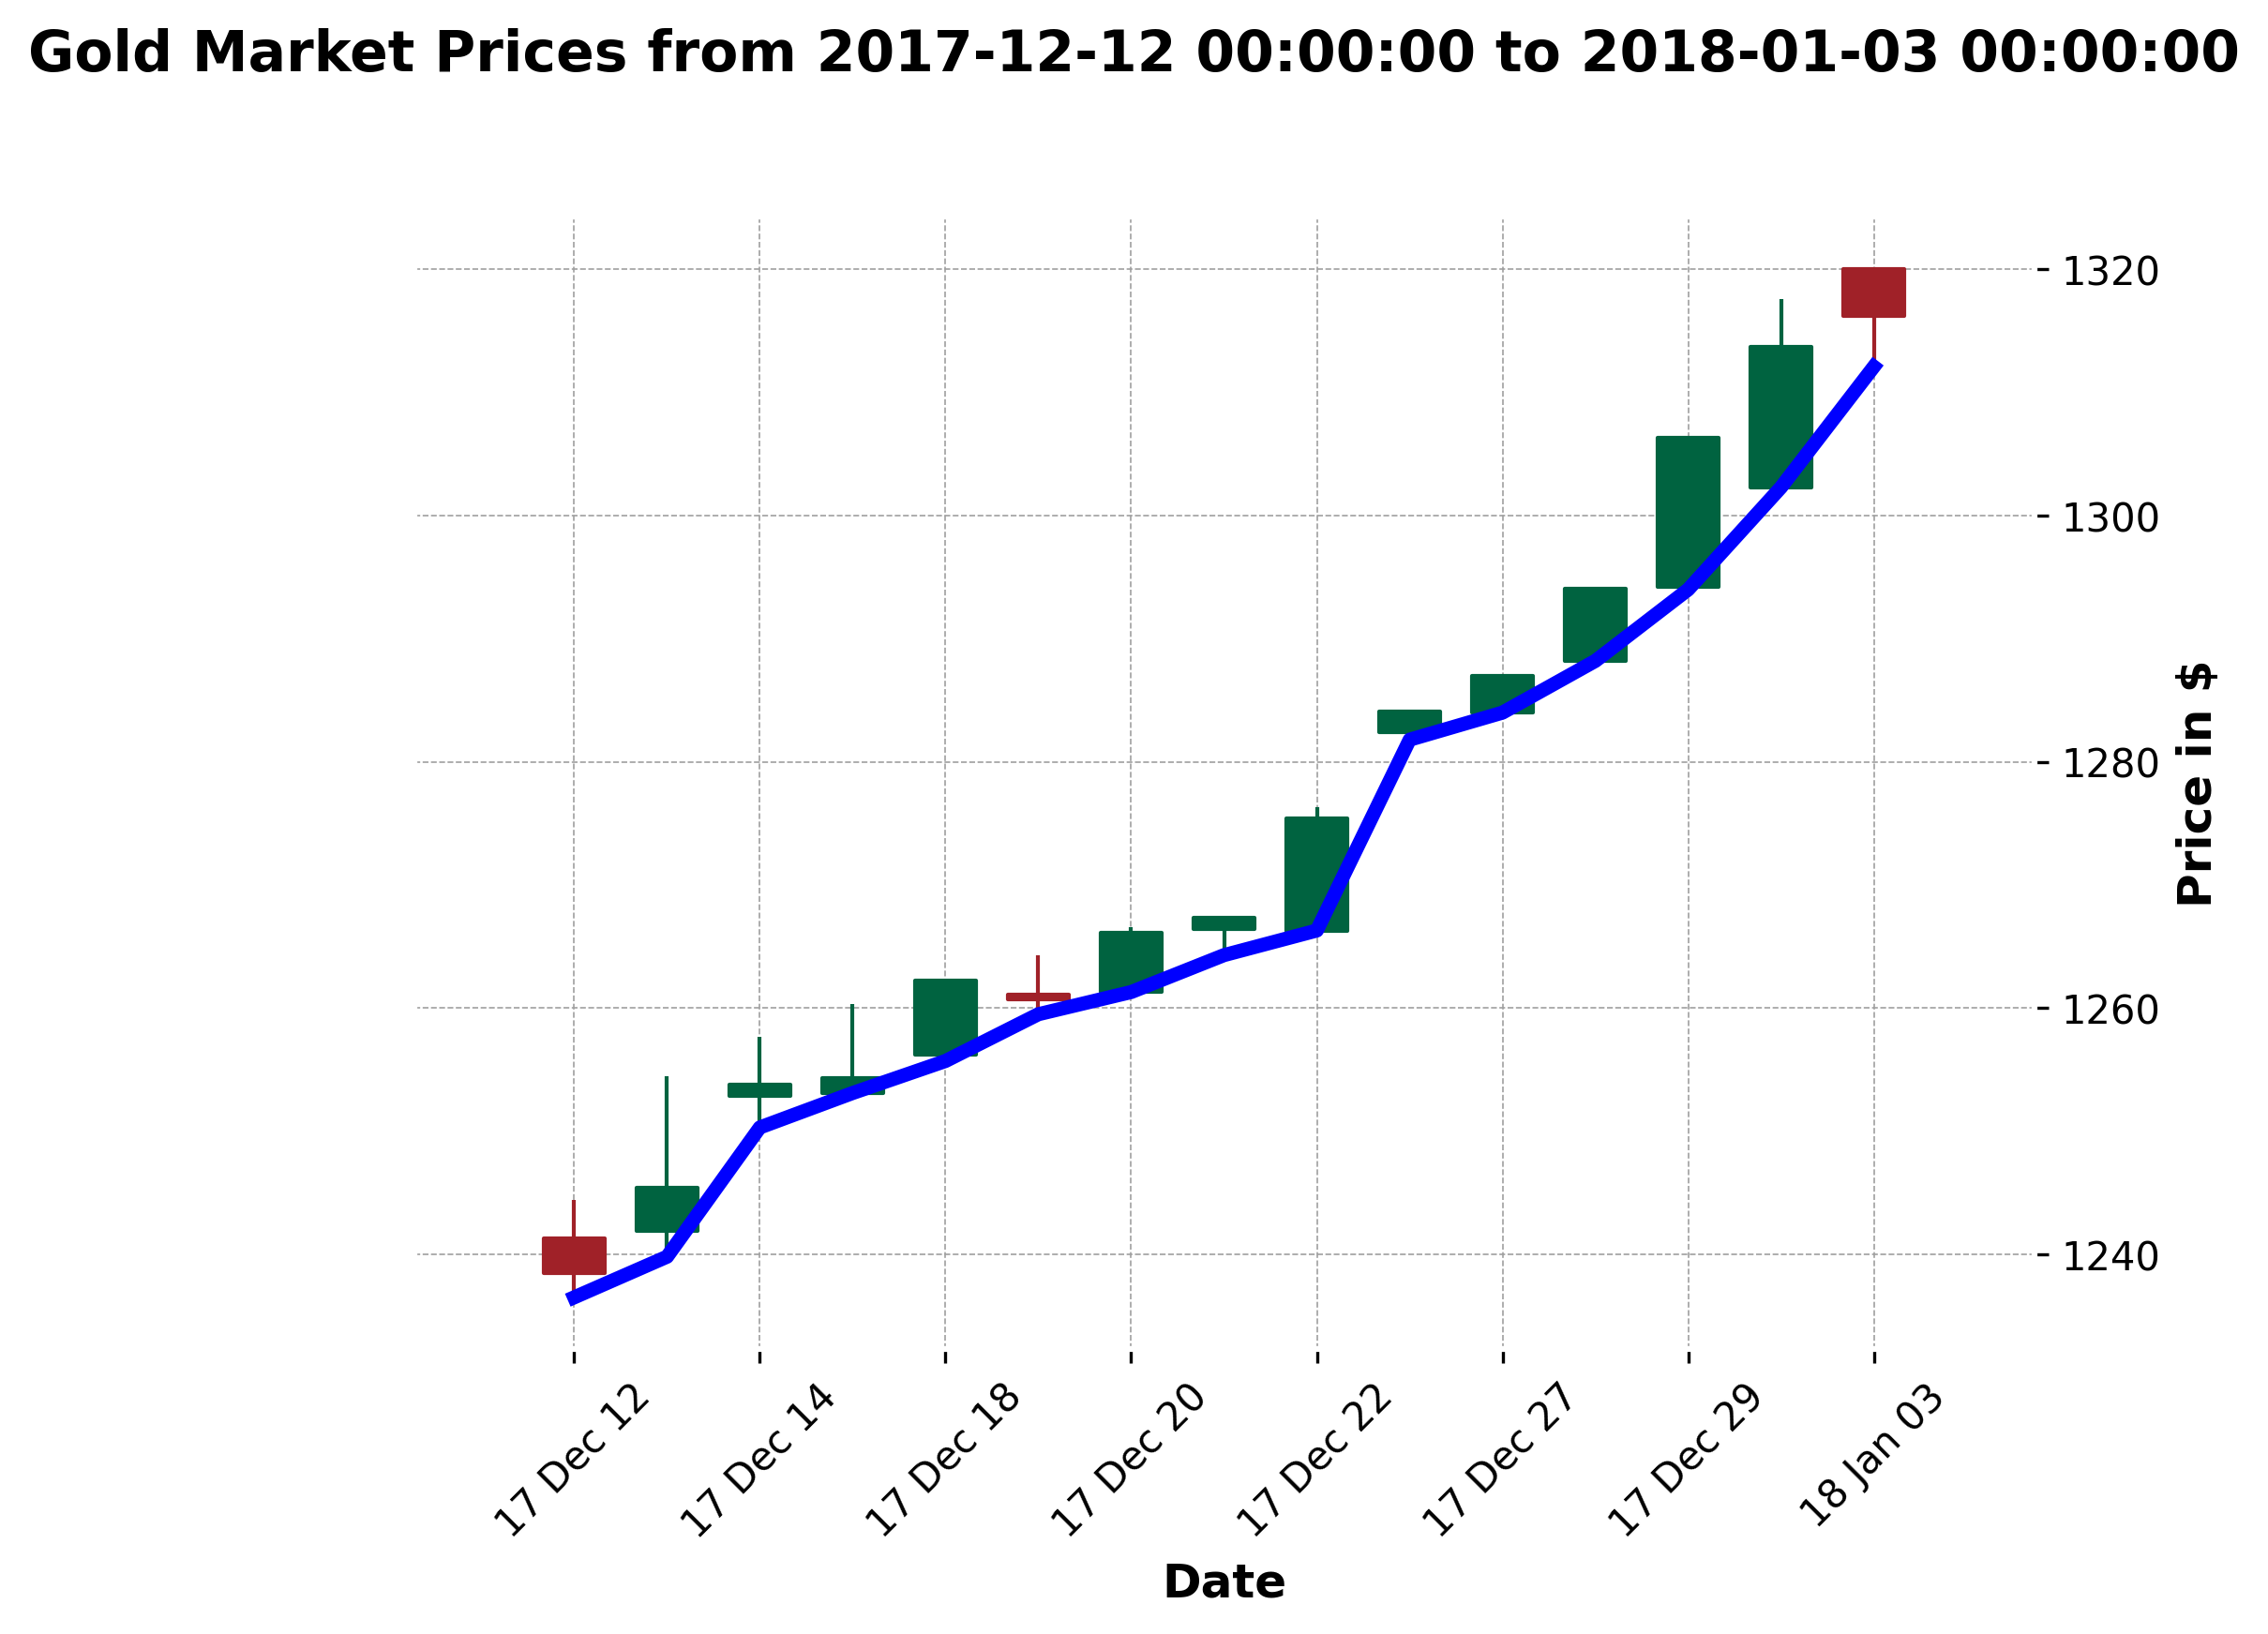 Gold Market Prices from 2017-12-12 00:00:00 to 2018-01-03 00:00:00
1320
1300
1280
1260
1240
Price in $
17 Dec 12
17 Dec 14
17 Dec 18
17 Dec 20
17 Dec 22
17 Dec 27
17 Dec 29
18 Jan 03
Date